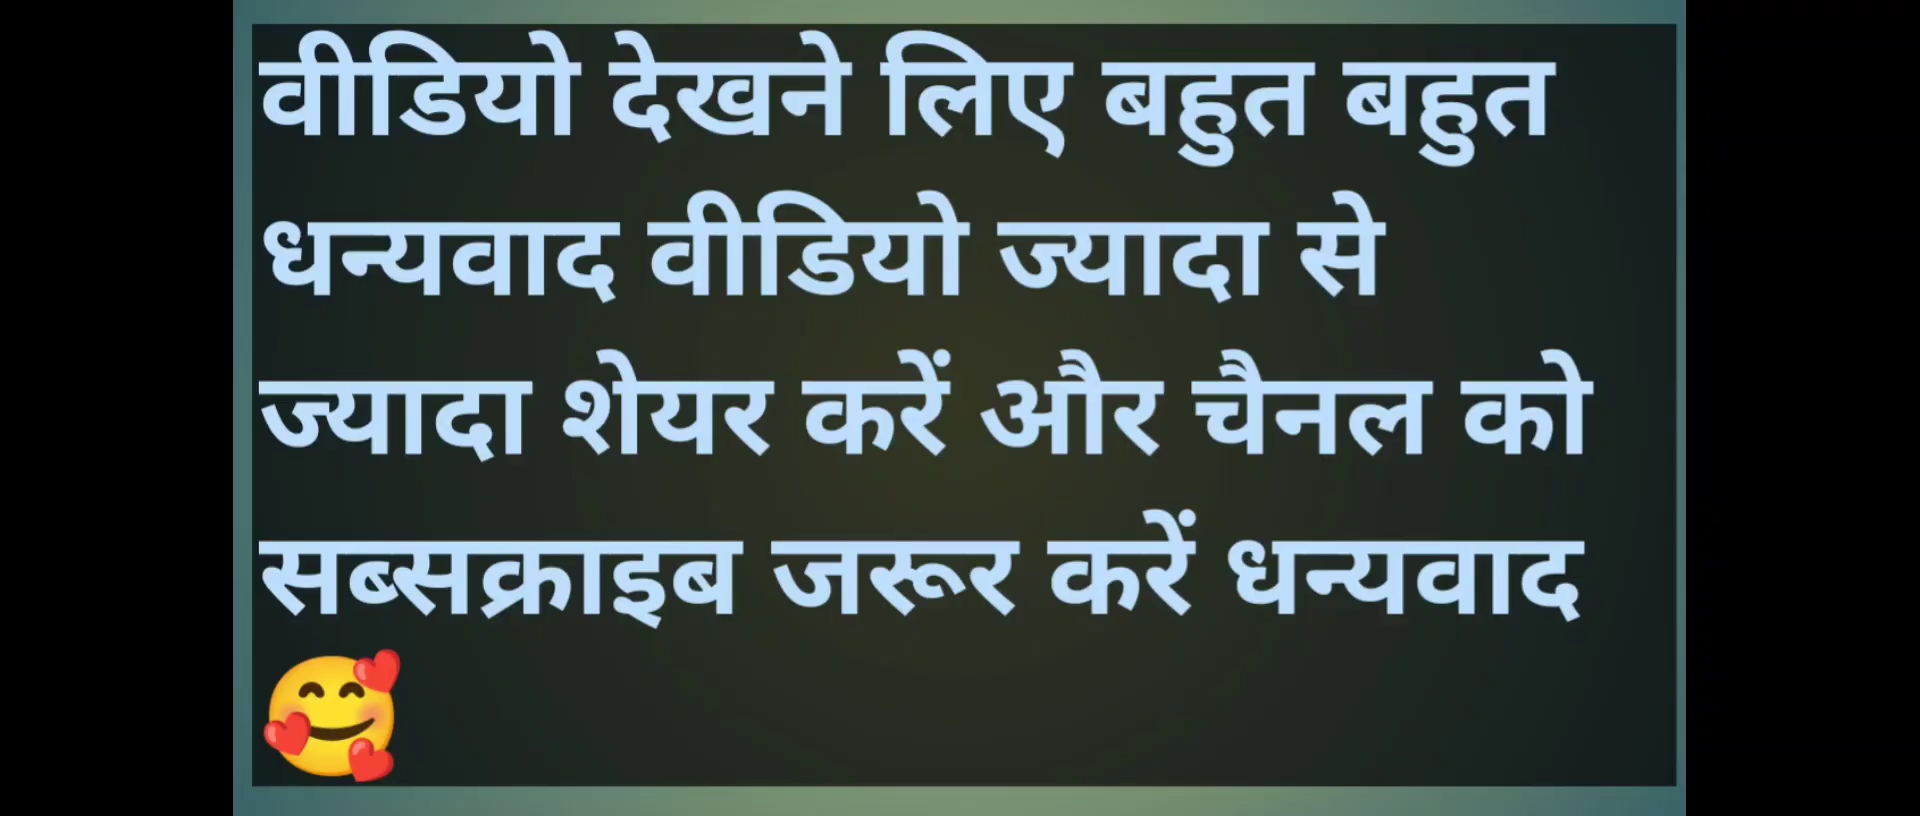 वीडियो देखने लिए बहुत बहुत
धन्यवाद वीडियो ज्यादा से
ज्यादा शेयर करें और चैनल को
सब्सक्राइब जरूर करें धन्यवाद
🥰